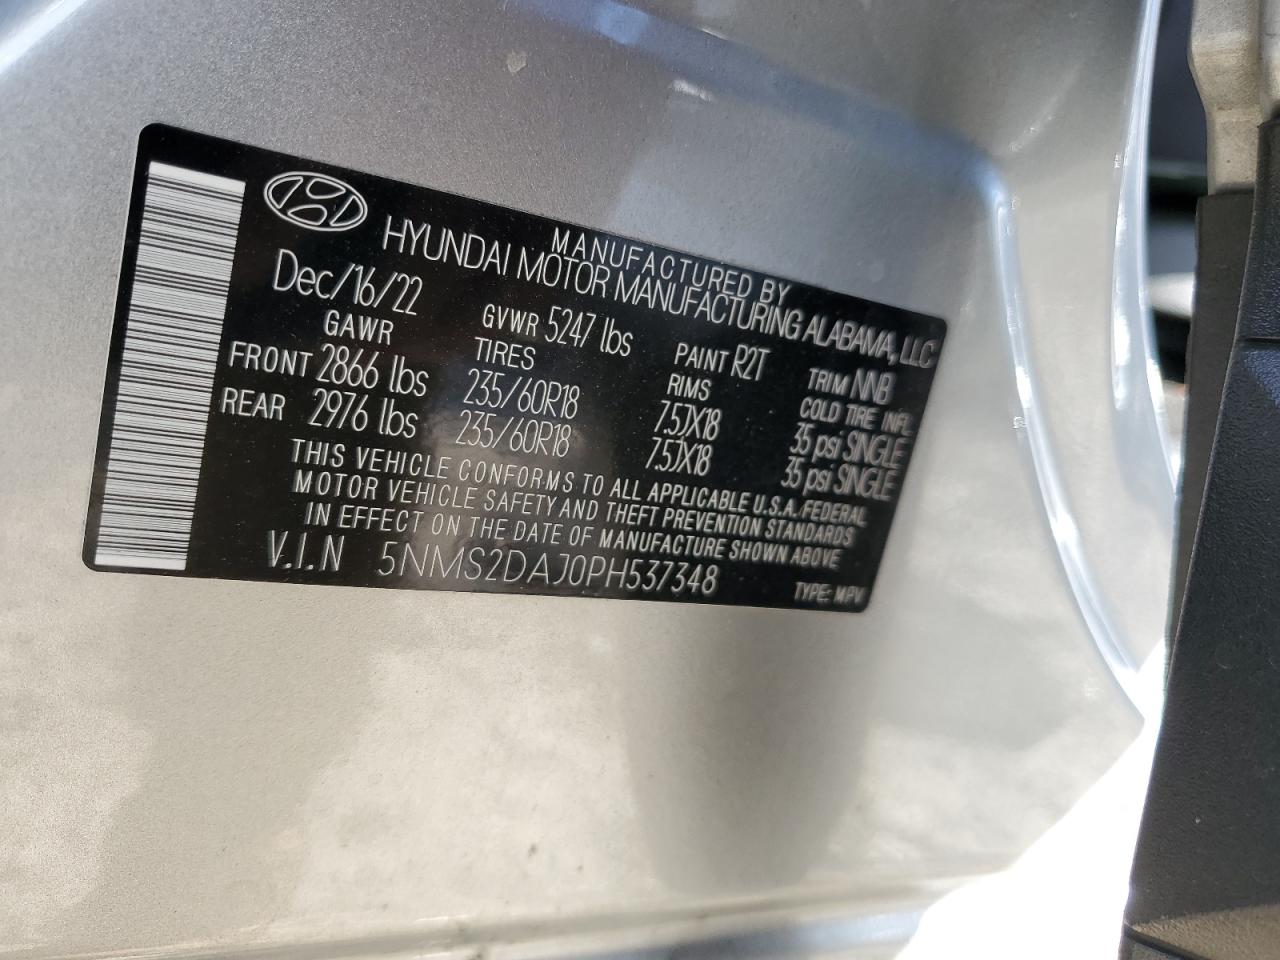 MANUFACTURED BY
HYUNDAI MOTOR MANUFACTURING ALABAMA, LLC
Dec/16/22 GVWR 5247 lbs PAINT R2T TRIM NNB
GAWR TIRES RIMS COLD TIRE INFL
FRONT 2866 lbs 235/60R18 7.5JX18 35 psi SINGLE
REAR 2976 lbs 235/60R18 7.5JX18 35 psi SINGLE
THIS VEHICLE CONFORMS TO ALL APPLICABLE U.S.A./FEDERAL
MOTOR VEHICLE SAFETY AND THEFT PREVENTION STANDARDS
IN EFFECT ON THE DATE OF MANUFACTURE SHOWN ABOVE
V.I.N 5NMS2DAJ0PH537348 TYPE: MPV